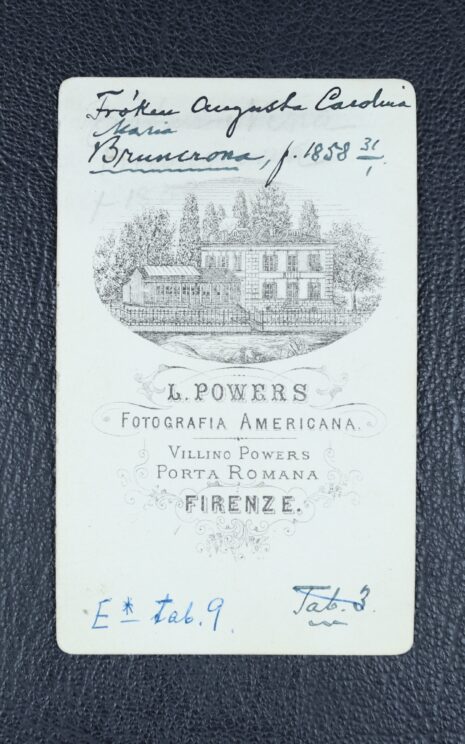 Fröken Augusta Carolina
Maria
Bruncrona, f. 1858 31/1.
L. POWERS
FOTOGRAFIA AMERICANA.
VILLINO POWERS
PORTA ROMANA
FIRENZE.
E* tab. 9.
Tab. 3.